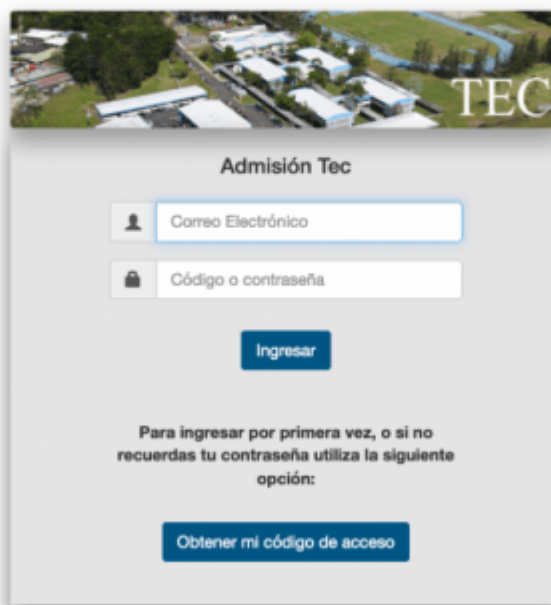 TEC
Admisión Tec
Correo Electrónico
Código o contraseña
Ingresar
Para ingresar por primera vez, o si no
recuerdas tu contraseña utiliza la siguiente
opción:
Obtener mi código de acceso